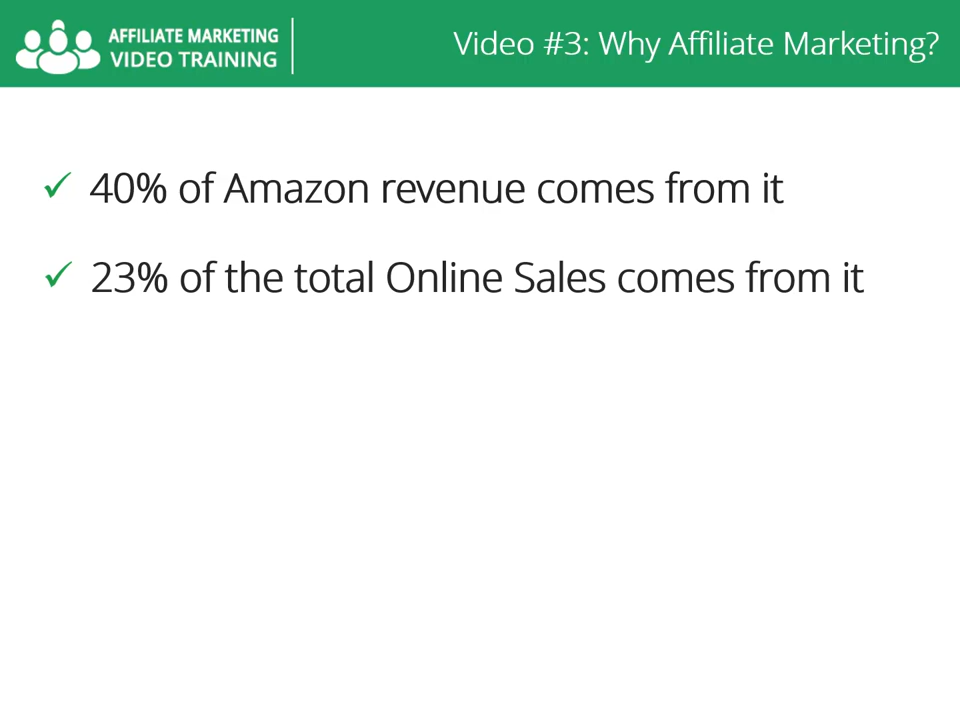 AFFILIATE MARKETING
VIDEO TRAINING
Video #3: Why Affiliate Marketing?
40% of Amazon revenue comes from it
23% of the total Online Sales comes from it